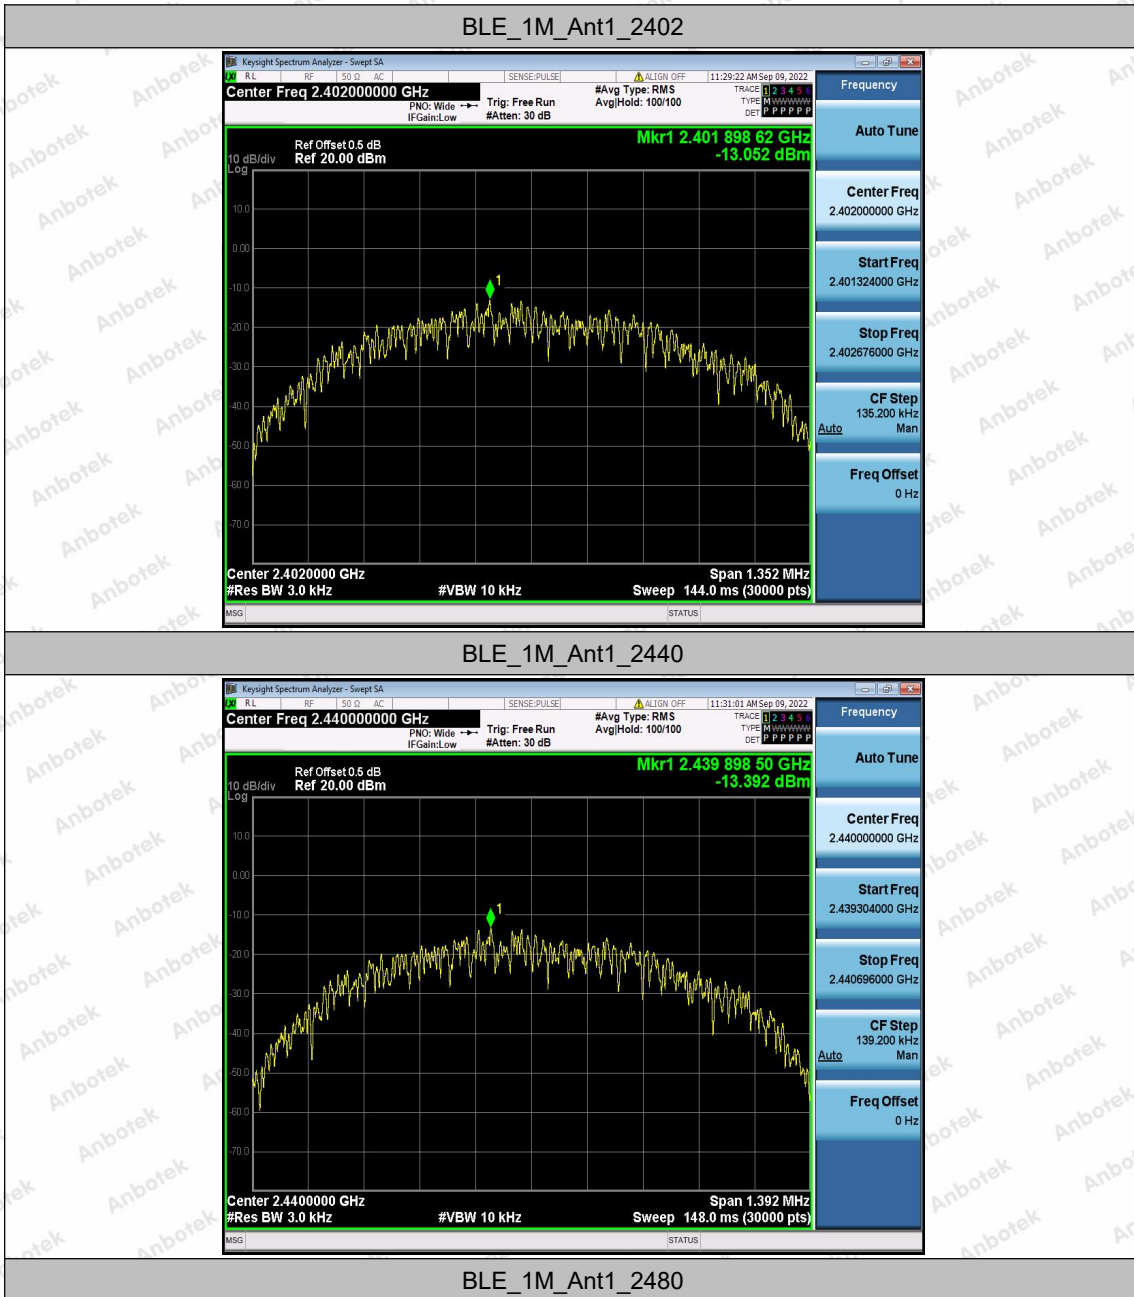 BLE_1M_Ant1_2402
Keysight Spectrum Analyzer - Swept SA
LXI RL RF 50 Ω AC SENSE:PULSE ALIGN OFF 11:29:22 AM Sep 09, 2022
Center Freq 2.402000000 GHz
PNO: Wide
IFGain:Low
Trig: Free Run
#Atten: 30 dB
#Avg Type: RMS
Avg|Hold: 100/100
TRACE 1 2 3 4 5 6
TYPE M W W W W W
DET P P P P P P
Frequency
Mkr1 2.401 898 62 GHz
-13.052 dBm
Ref Offset 0.5 dB
Ref 20.00 dBm
10 dB/div
Log
10.0
0.00
-10.0
-20.0
-30.0
-40.0
-50.0
-60.0
-70.0
1
Center 2.4020000 GHz
Span 1.352 MHz
#Res BW 3.0 kHz
#VBW 10 kHz
Sweep 144.0 ms (30000 pts)
MSG
STATUS
Auto Tune
Center Freq
2.402000000 GHz
Start Freq
2.401324000 GHz
Stop Freq
2.402676000 GHz
CF Step
135.200 kHz
Auto Man
Freq Offset
0 Hz
BLE_1M_Ant1_2440
Keysight Spectrum Analyzer - Swept SA
LXI RL RF 50 Ω AC SENSE:PULSE ALIGN OFF 11:31:01 AM Sep 09, 2022
Center Freq 2.440000000 GHz
PNO: Wide
IFGain:Low
Trig: Free Run
#Atten: 30 dB
#Avg Type: RMS
Avg|Hold: 100/100
TRACE 1 2 3 4 5 6
TYPE M W W W W W
DET P P P P P P
Frequency
Mkr1 2.439 898 50 GHz
-13.392 dBm
Ref Offset 0.5 dB
Ref 20.00 dBm
10 dB/div
Log
10.0
0.00
-10.0
-20.0
-30.0
-40.0
-50.0
-60.0
-70.0
1
Center 2.4400000 GHz
Span 1.392 MHz
#Res BW 3.0 kHz
#VBW 10 kHz
Sweep 148.0 ms (30000 pts)
MSG
STATUS
Auto Tune
Center Freq
2.440000000 GHz
Start Freq
2.439304000 GHz
Stop Freq
2.440696000 GHz
CF Step
139.200 kHz
Auto Man
Freq Offset
0 Hz
BLE_1M_Ant1_2480
Anbotek